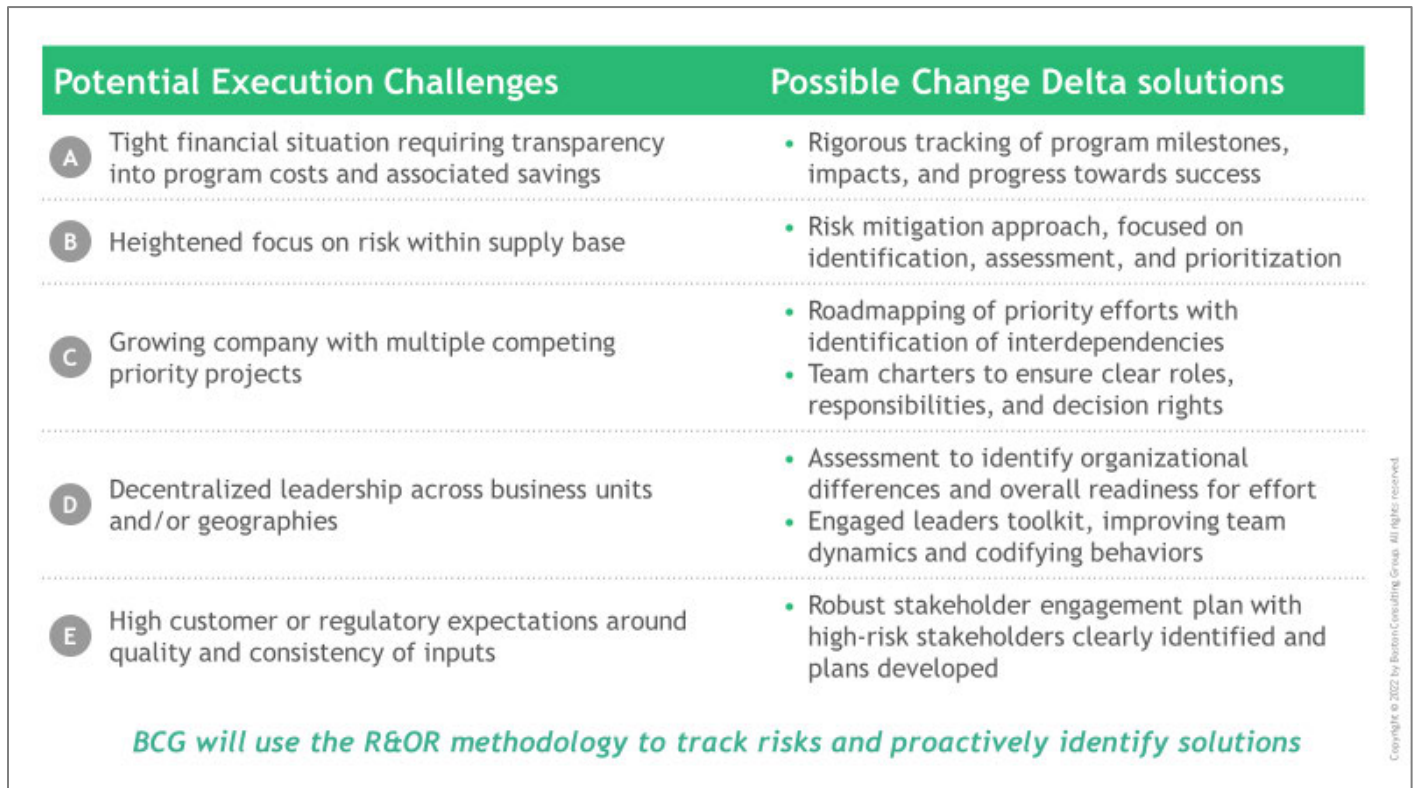 Potential Execution Challenges
Possible Change Delta solutions
A
Tight financial situation requiring transparency
into program costs and associated savings
• Rigorous tracking of program milestones,
impacts, and progress towards success
B
Heightened focus on risk within supply base
• Risk mitigation approach, focused on
identification, assessment, and prioritization
C
Growing company with multiple competing
priority projects
• Roadmapping of priority efforts with
identification of interdependencies
• Team charters to ensure clear roles,
responsibilities, and decision rights
D
Decentralized leadership across business units
and/or geographies
• Assessment to identify organizational
differences and overall readiness for effort
• Engaged leaders toolkit, improving team
dynamics and codifying behaviors
E
High customer or regulatory expectations around
quality and consistency of inputs
• Robust stakeholder engagement plan with
high-risk stakeholders clearly identified and
plans developed
BCG will use the R&OR methodology to track risks and proactively identify solutions
Copyright © 2022 by Boston Consulting Group. All rights reserved.